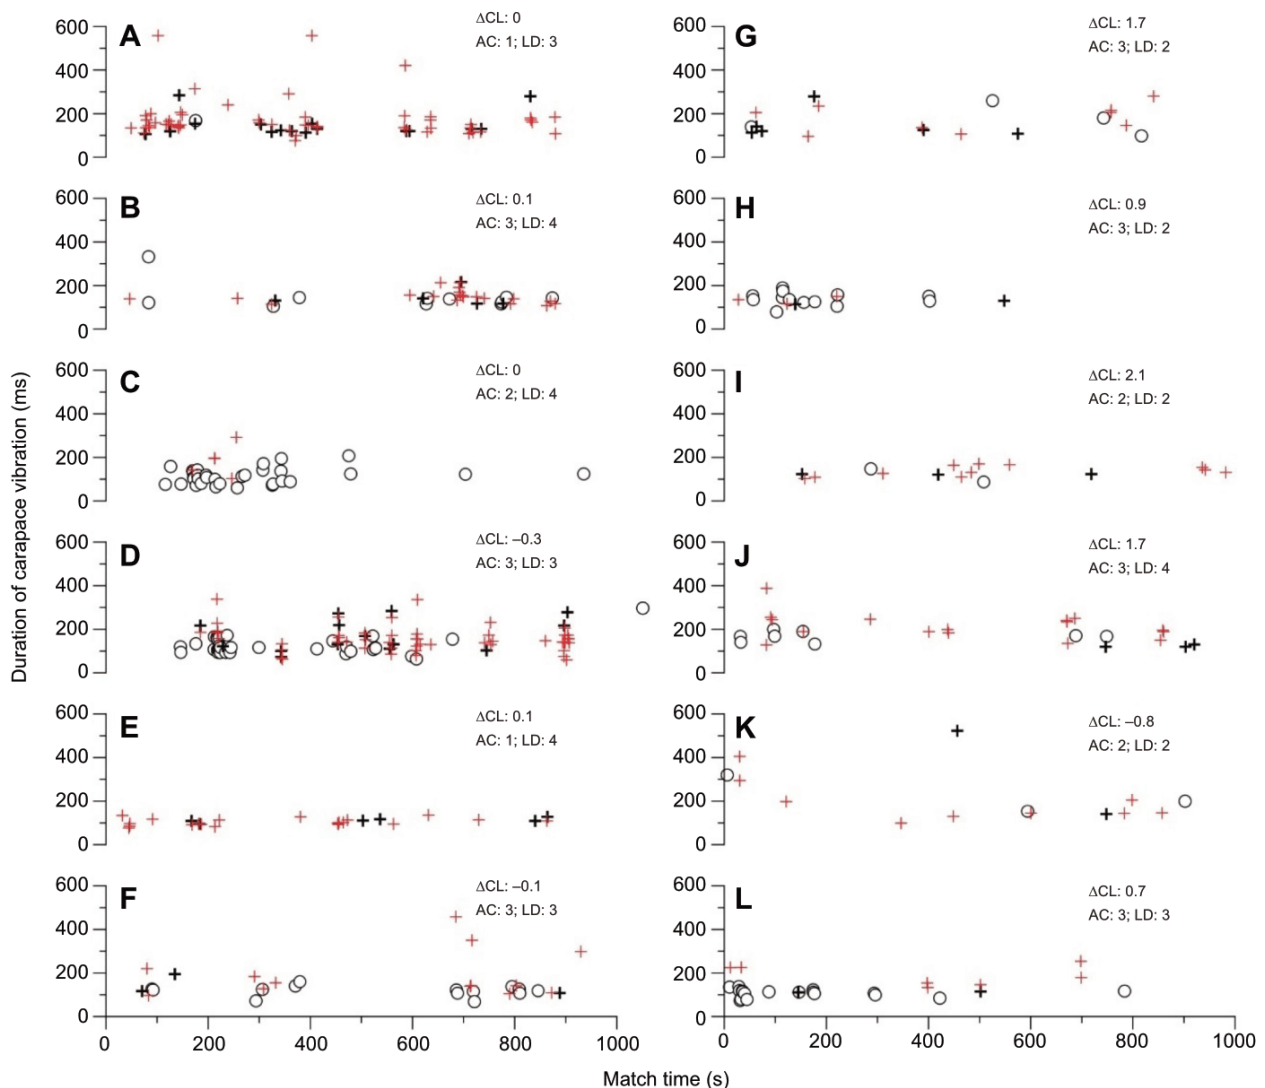 A
ΔCL: 0
AC: 1; LD: 3
600
400
200
0
B
ΔCL: 0.1
AC: 3; LD: 4
600
400
200
0
C
ΔCL: 0
AC: 2; LD: 4
600
400
200
0
D
ΔCL: –0.3
AC: 3; LD: 3
600
400
200
0
E
ΔCL: 0.1
AC: 1; LD: 4
600
400
200
0
F
ΔCL: –0.1
AC: 3; LD: 3
600
400
200
0
0 200 400 600 800 1000
G
ΔCL: 1.7
AC: 3; LD: 2
600
400
200
0
H
ΔCL: 0.9
AC: 3; LD: 2
600
400
200
0
I
ΔCL: 2.1
AC: 2; LD: 2
600
400
200
0
J
ΔCL: 1.7
AC: 3; LD: 4
600
400
200
0
K
ΔCL: –0.8
AC: 2; LD: 2
600
400
200
0
L
ΔCL: 0.7
AC: 3; LD: 3
600
400
200
0
0 200 400 600 800 1000
Duration of carapace vibration (ms)
Match time (s)